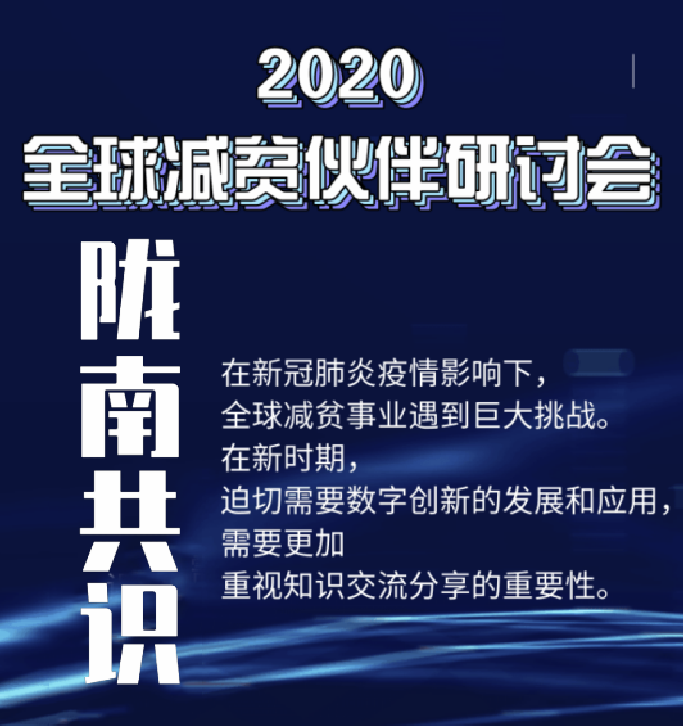 2020
全球减贫伙伴研讨会
陇南共识
在新冠肺炎疫情影响下，
全球减贫事业遇到巨大挑战。
在新时期，
迫切需要数字创新的发展和应用，
需要更加
重视知识交流分享的重要性。